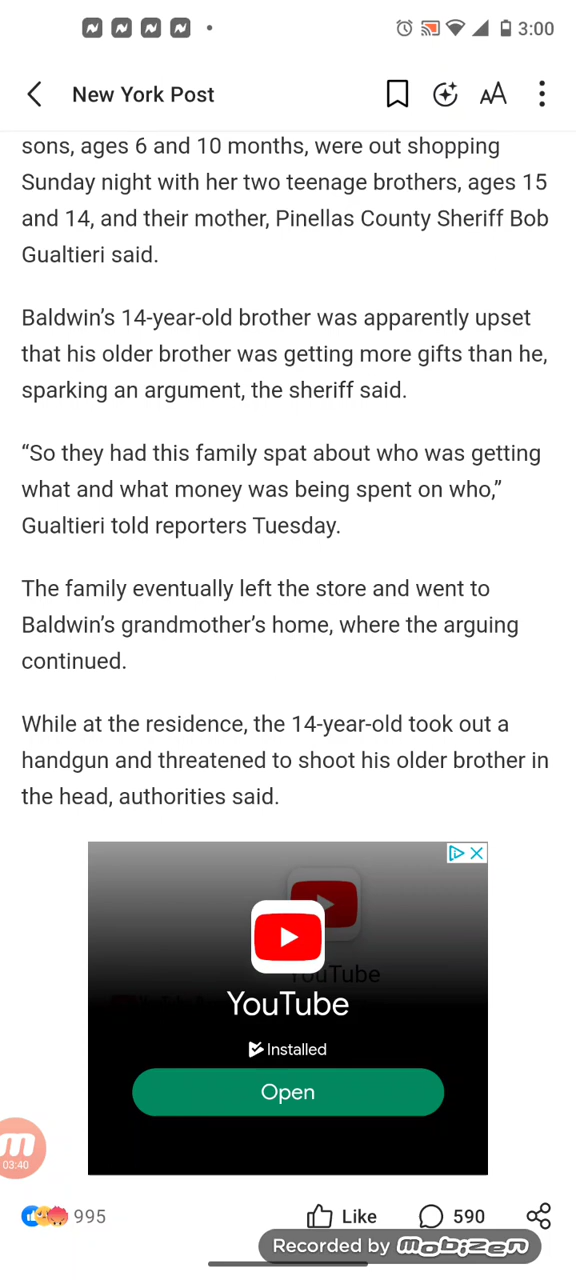 3:00
New York Post
AA
sons, ages 6 and 10 months, were out shopping
Sunday night with her two teenage brothers, ages 15
and 14, and their mother, Pinellas County Sheriff Bob
Gualtieri said.
Baldwin’s 14-year-old brother was apparently upset
that his older brother was getting more gifts than he,
sparking an argument, the sheriff said.
“So they had this family spat about who was getting
what and what money was being spent on who,”
Gualtieri told reporters Tuesday.
The family eventually left the store and went to
Baldwin’s grandmother’s home, where the arguing
continued.
While at the residence, the 14-year-old took out a
handgun and threatened to shoot his older brother in
the head, authorities said.
YouTube
YouTube
Installed
Open
03:40
995 Like 590
Recorded by mobizen